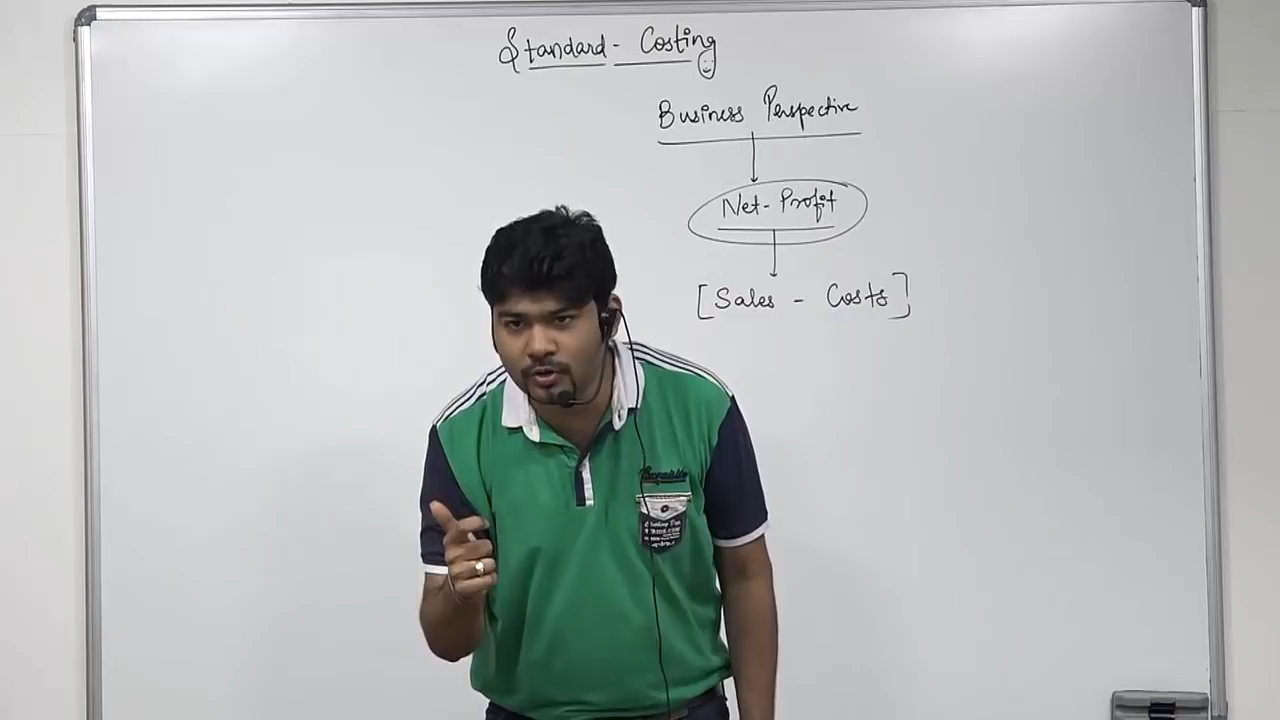 Standard - Costing
Business Perspective
Net - Profit
[Sales - Costs]